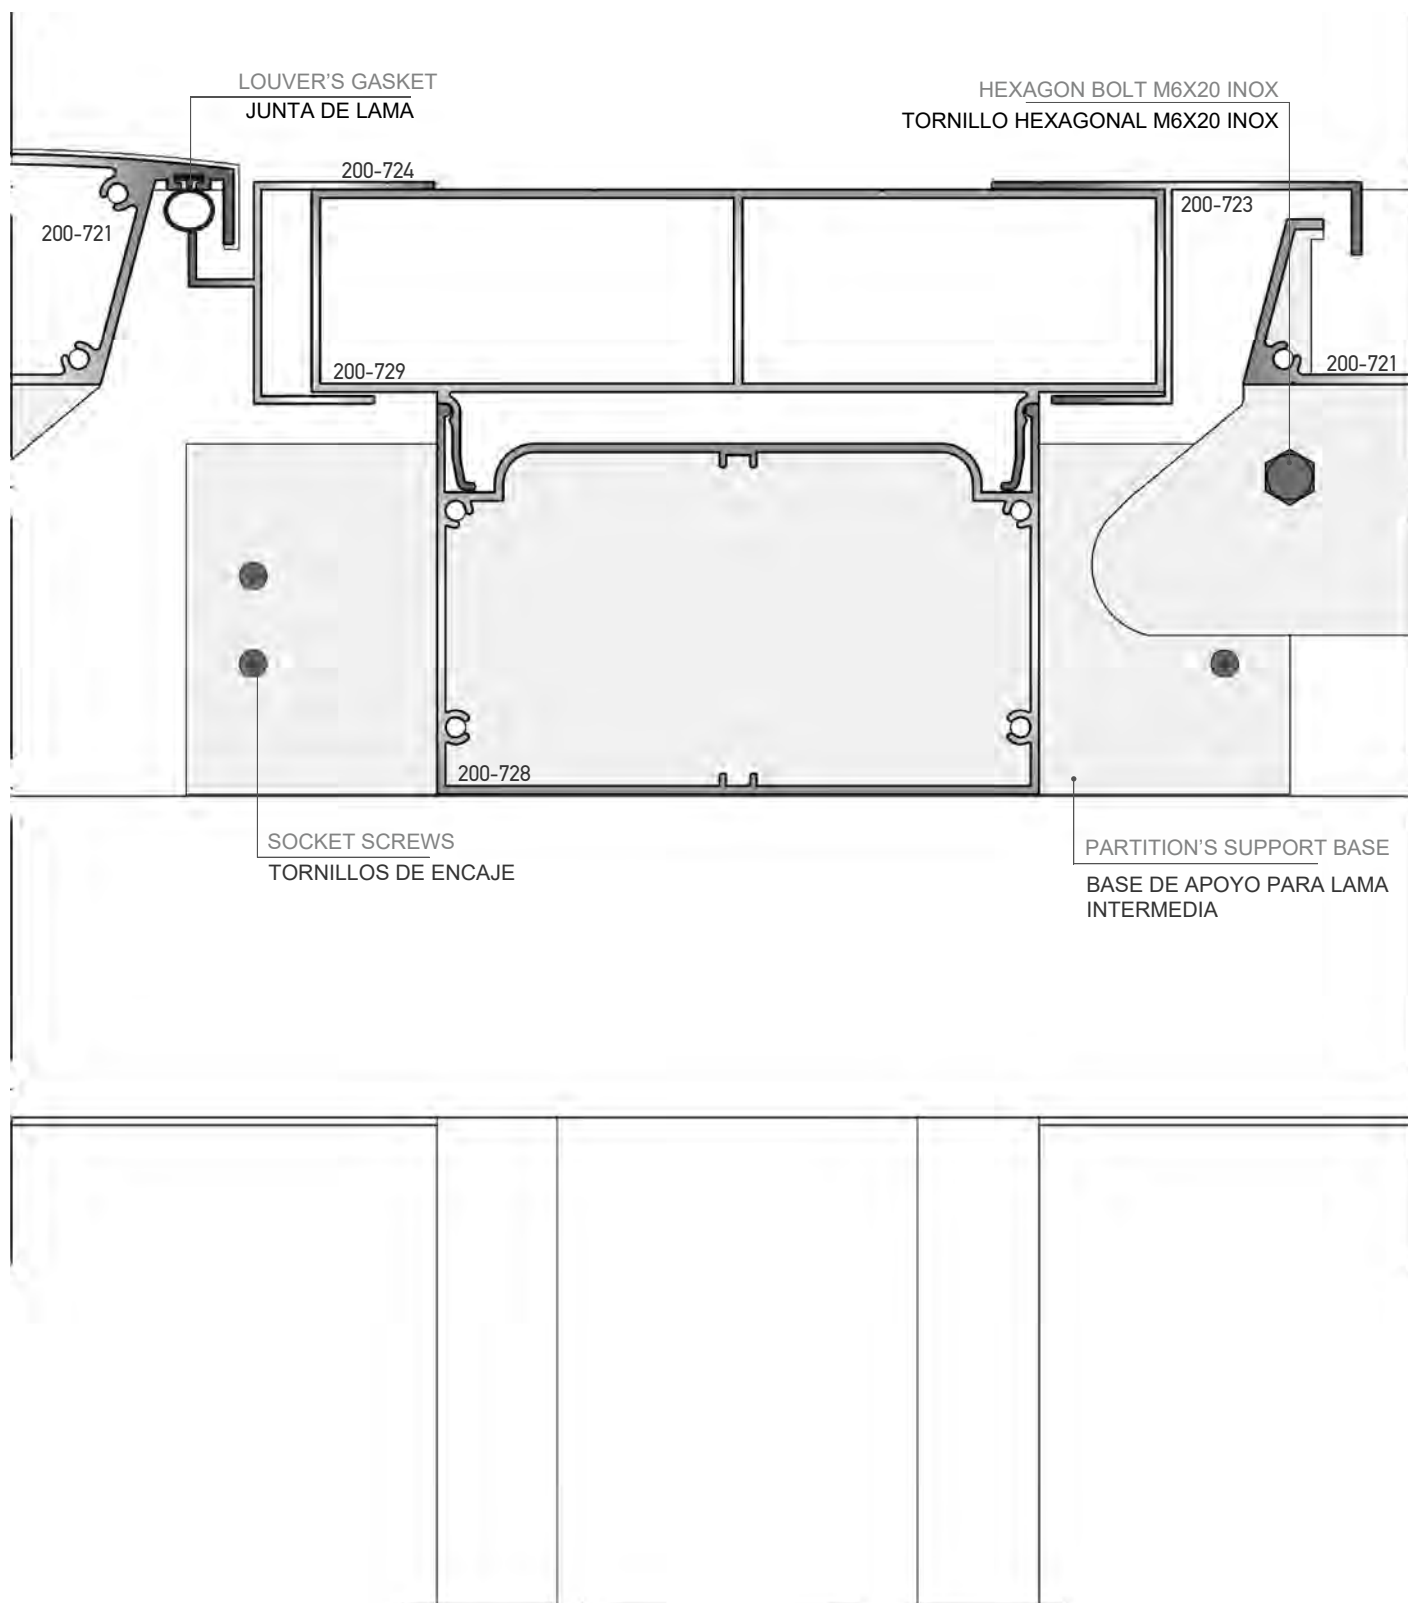 LOUVER'S GASKET
JUNTA DE LAMA
HEXAGON BOLT M6X20 INOX
TORNILLO HEXAGONAL M6X20 INOX
200-724
200-723
200-721
200-729
200-721
200-728
SOCKET SCREWS
TORNILLOS DE ENCAJE
PARTITION'S SUPPORT BASE
BASE DE APOYO PARA LAMA
INTERMEDIA